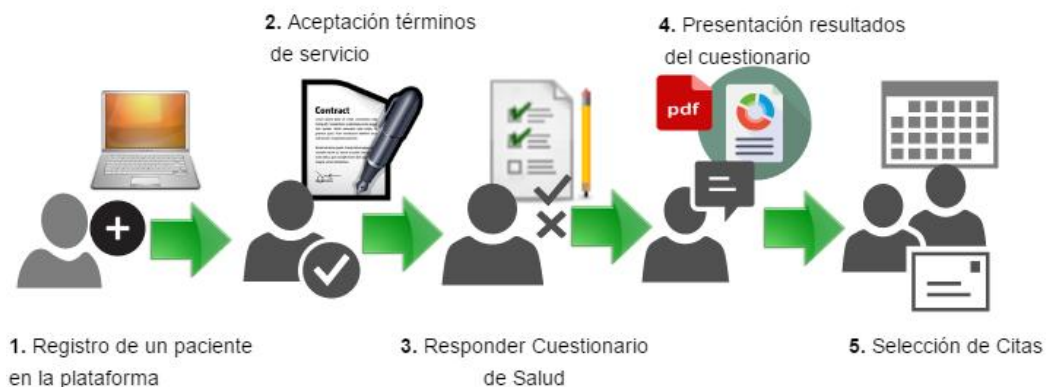 1. Registro de un paciente
en la plataforma
2. Aceptación términos
de servicio
Contract
3. Responder Cuestionario
de Salud
4. Presentación resultados
del cuestionario
pdf
5. Selección de Citas